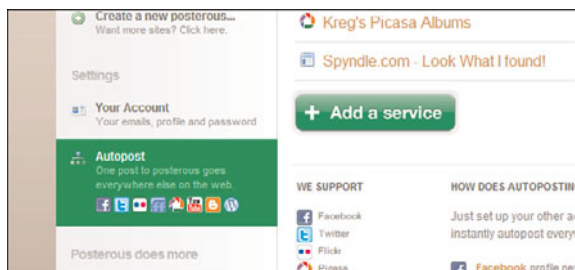 Create a new posterous...
Want more sites? Click here.
Settings
Your Account
Your emails, profile and password
Autopost
One post to posterous goes
everywhere else on the web.
Posterous does more
Kreg's Picasa Albums
Spyndle.com - Look What I found!
+ Add a service
WE SUPPORT
Facebook
Twitter
Flickr
Picasa
HOW DOES AUTOPOSTIN
Just set up your other a
instantly autopost every
Facebook profile